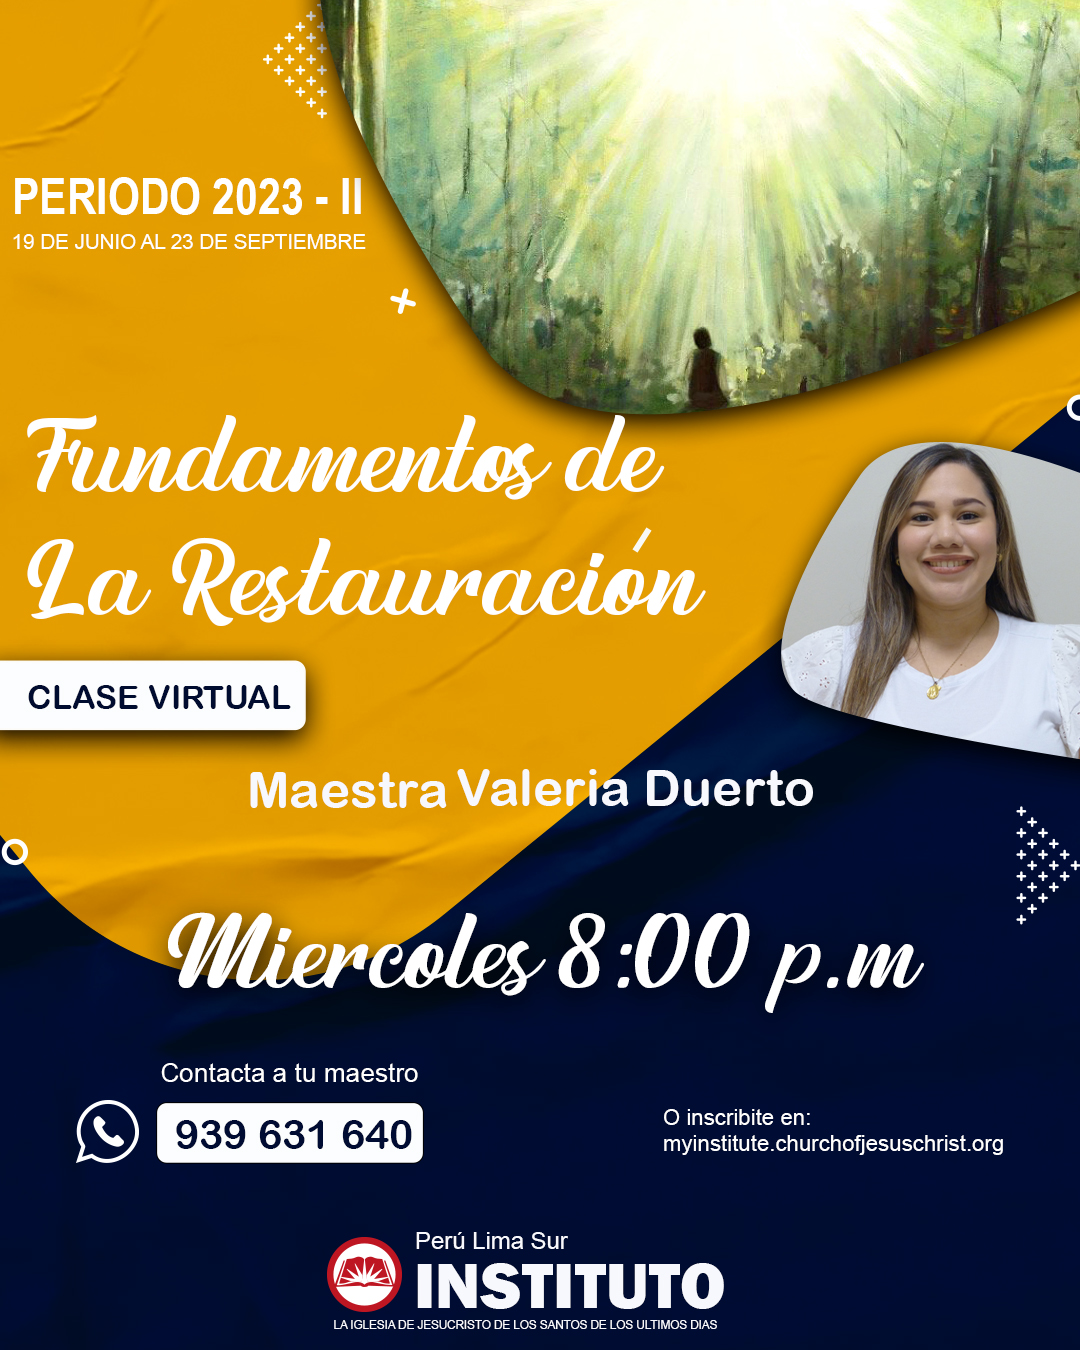 PERIODO 2023 - II
19 DE JUNIO AL 23 DE SEPTIEMBRE
Fundamentos de
La Restauración
CLASE VIRTUAL
Maestra Valeria Duerto
Miercoles 8:00 p.m
Contacta a tu maestro
939 631 640
O inscribite en:
myinstitute.churchofjesuschrist.org
Perú Lima Sur
INSTITUTO
LA IGLESIA DE JESUCRISTO DE LOS SANTOS DE LOS ULTIMOS DIAS